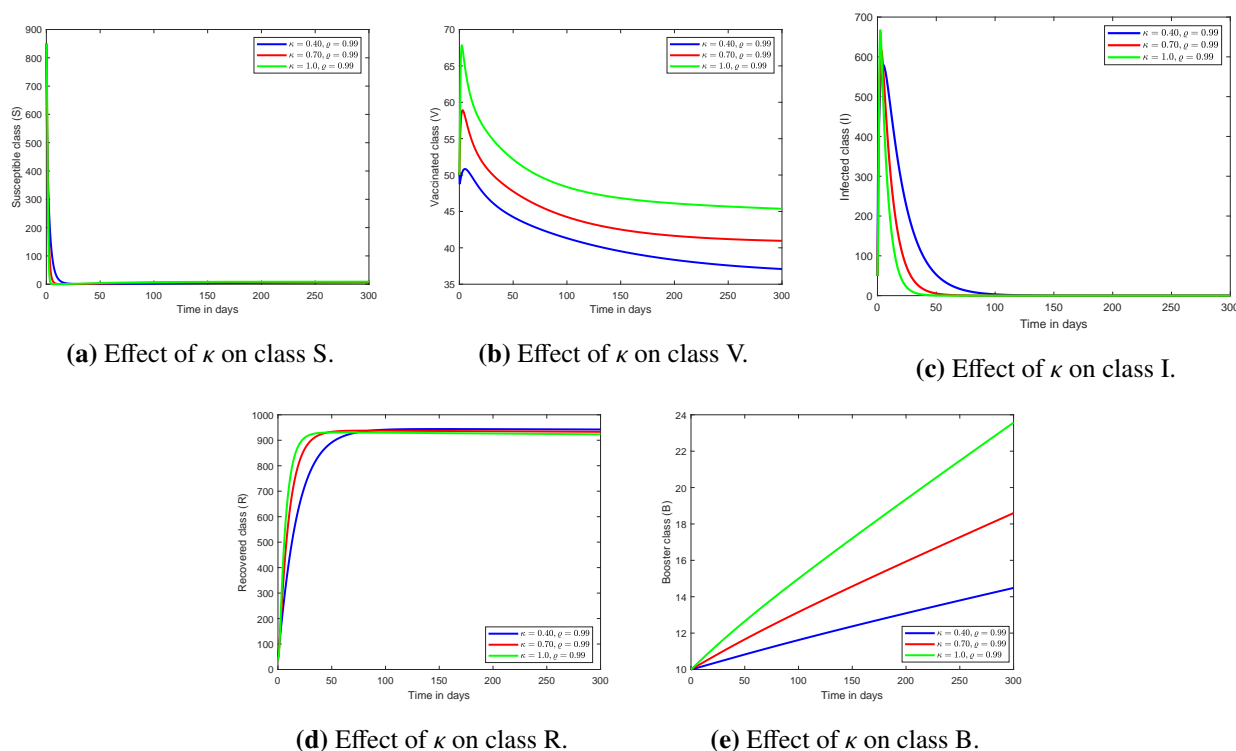 900
800
700
600
500
400
300
200
100
0
0 50 100 150 200 250 300
Susceptible class (S)
Time in days
κ = 0.40, ϱ = 0.99
κ = 0.70, ϱ = 0.99
κ = 1.0, ϱ = 0.99
(a) Effect of κ on class S.
70
65
60
55
50
45
40
35
0 50 100 150 200 250 300
Vaccinated class (V)
Time in days
κ = 0.40, ϱ = 0.99
κ = 0.70, ϱ = 0.99
κ = 1.0, ϱ = 0.99
(b) Effect of κ on class V.
700
600
500
400
300
200
100
0
0 50 100 150 200 250 300
Infected class (I)
Time in days
κ = 0.40, ϱ = 0.99
κ = 0.70, ϱ = 0.99
κ = 1.0, ϱ = 0.99
(c) Effect of κ on class I.
1000
900
800
700
600
500
400
300
200
100
0
0 50 100 150 200 250 300
Recovered class (R)
Time in days
κ = 0.40, ϱ = 0.99
κ = 0.70, ϱ = 0.99
κ = 1.0, ϱ = 0.99
(d) Effect of κ on class R.
24
22
20
18
16
14
12
10
0 50 100 150 200 250 300
Booster class (B)
Time in days
κ = 0.40, ϱ = 0.99
κ = 0.70, ϱ = 0.99
κ = 1.0, ϱ = 0.99
(e) Effect of κ on class B.